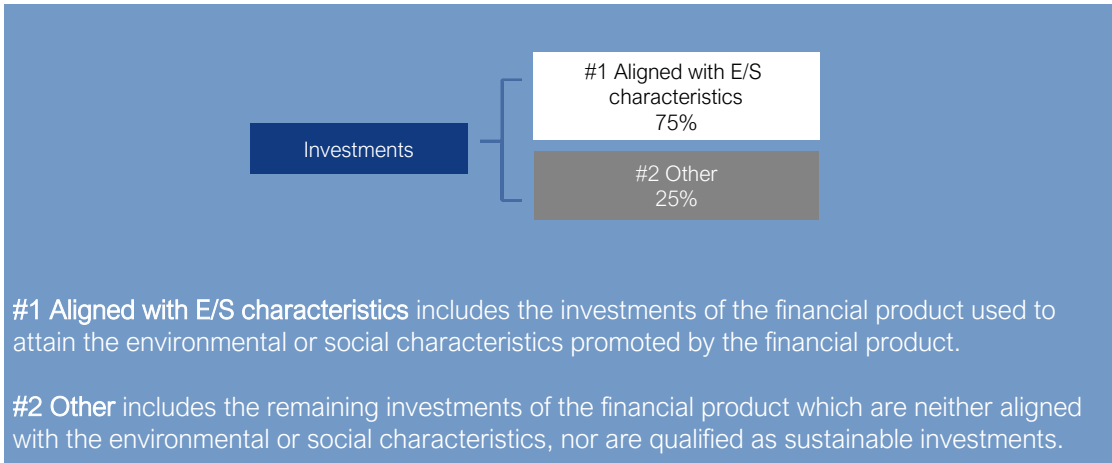 #1 Aligned with E/S
characteristics
75%
Investments
#2 Other
25%
#1 Aligned with E/S characteristics includes the investments of the financial product used to
attain the environmental or social characteristics promoted by the financial product.
#2 Other includes the remaining investments of the financial product which are neither aligned
with the environmental or social characteristics, nor are qualified as sustainable investments.